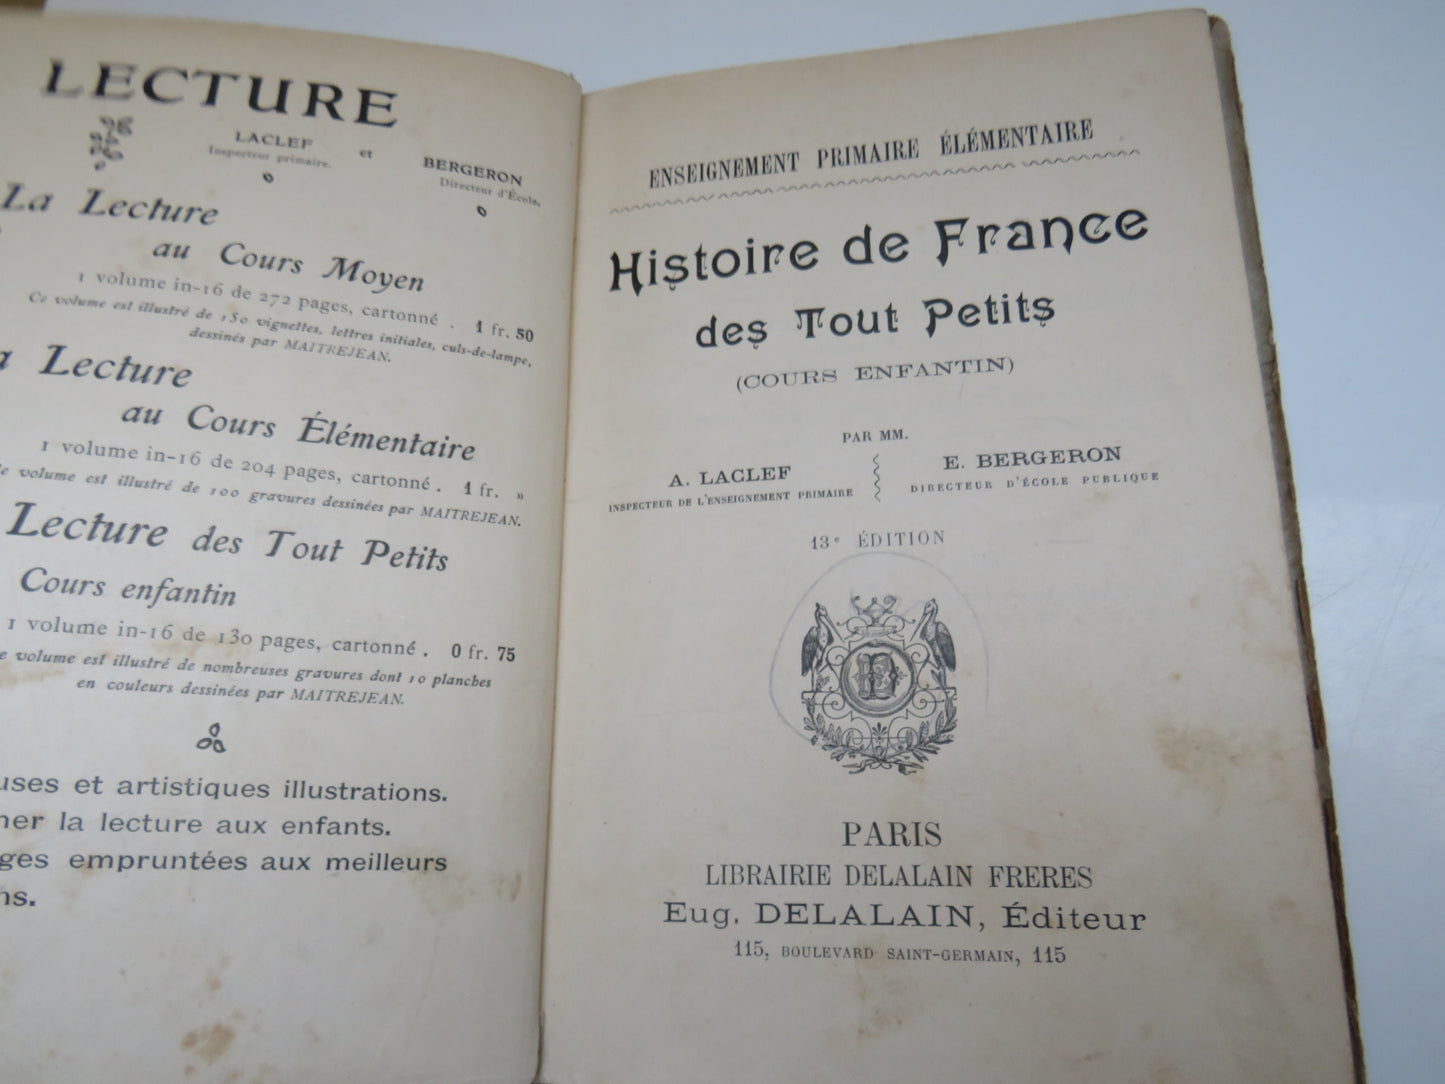 LECTURE
LACLEF et BERGERON
Inspecteur primaire. Directeur d'École.
La Lecture
au Cours Moyen
1 volume in-16 de 272 pages, cartonné . 1 fr. 50
Ce volume est illustré de 150 vignettes, lettres initiales, culs-de-lampe,
dessinés par MAITREJEAN.
Lecture
au Cours Élémentaire
1 volume in-16 de 204 pages, cartonné . 1 fr. »
volume est illustré de 100 gravures dessinées par MAITREJEAN.
Lecture des Tout Petits
Cours enfantin
1 volume in-16 de 130 pages, cartonné . 0 fr. 75
volume est illustré de nombreuses gravures dont 10 planches
en couleurs dessinées par MAITREJEAN.
et artistiques illustrations.
la lecture aux enfants.
empruntées aux meilleurs
ENSEIGNEMENT PRIMAIRE ÉLÉMENTAIRE
Histoire de France
des Tout Petits
(COURS ENFANTIN)
PAR MM.
A. LACLEF E. BERGERON
INSPECTEUR DE L'ENSEIGNEMENT PRIMAIRE DIRECTEUR D'ÉCOLE PUBLIQUE
13e ÉDITION
PARIS
LIBRAIRIE DELALAIN FRERES
Eug. DELALAIN, Éditeur
115, BOULEVARD SAINT-GERMAIN, 115